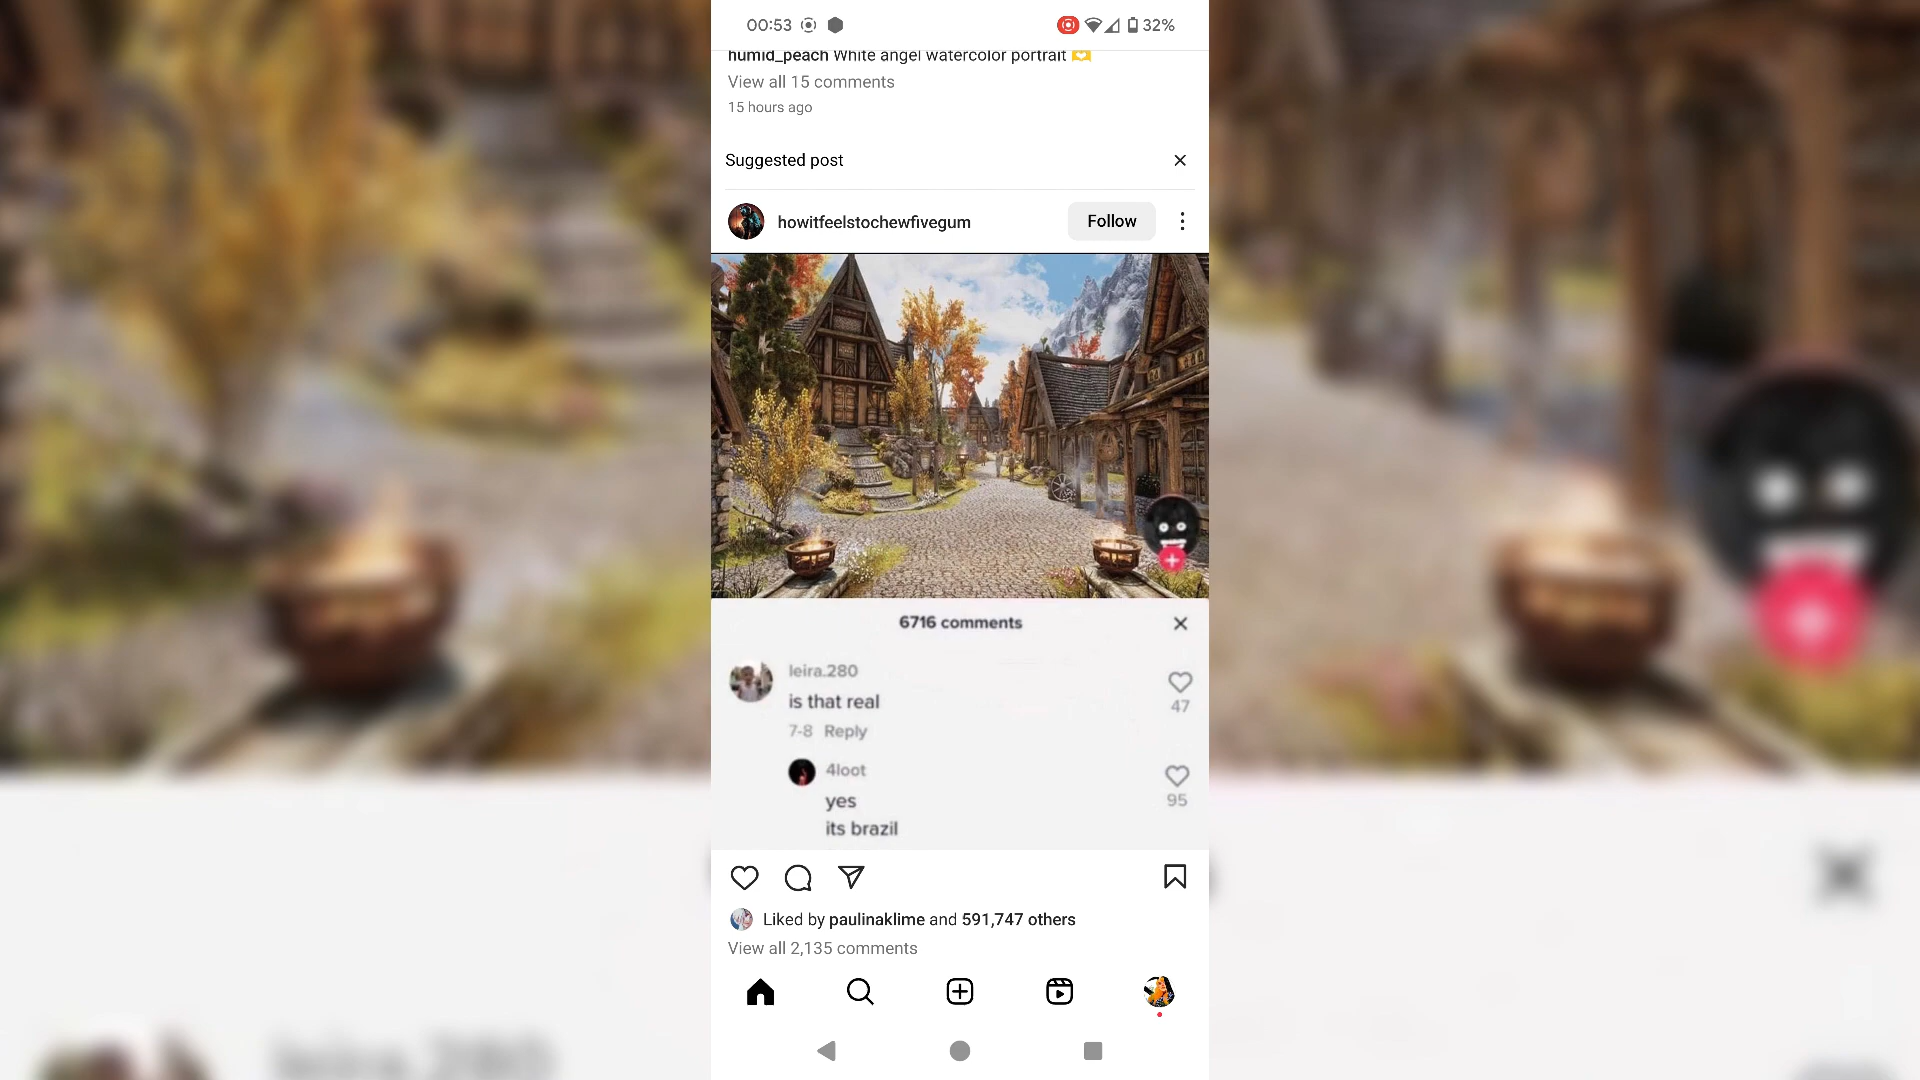 00:53 32%
humid_peach White angel watercolor portrait
View all 15 comments
15 hours ago
Suggested post
howitfeelstochewfivegum Follow
6716 comments
leira.280
is that real
47
7-8 Reply
4loot
yes
95
its brazil
Liked by paulinaklime and 591,747 others
View all 2,135 comments
leira.280